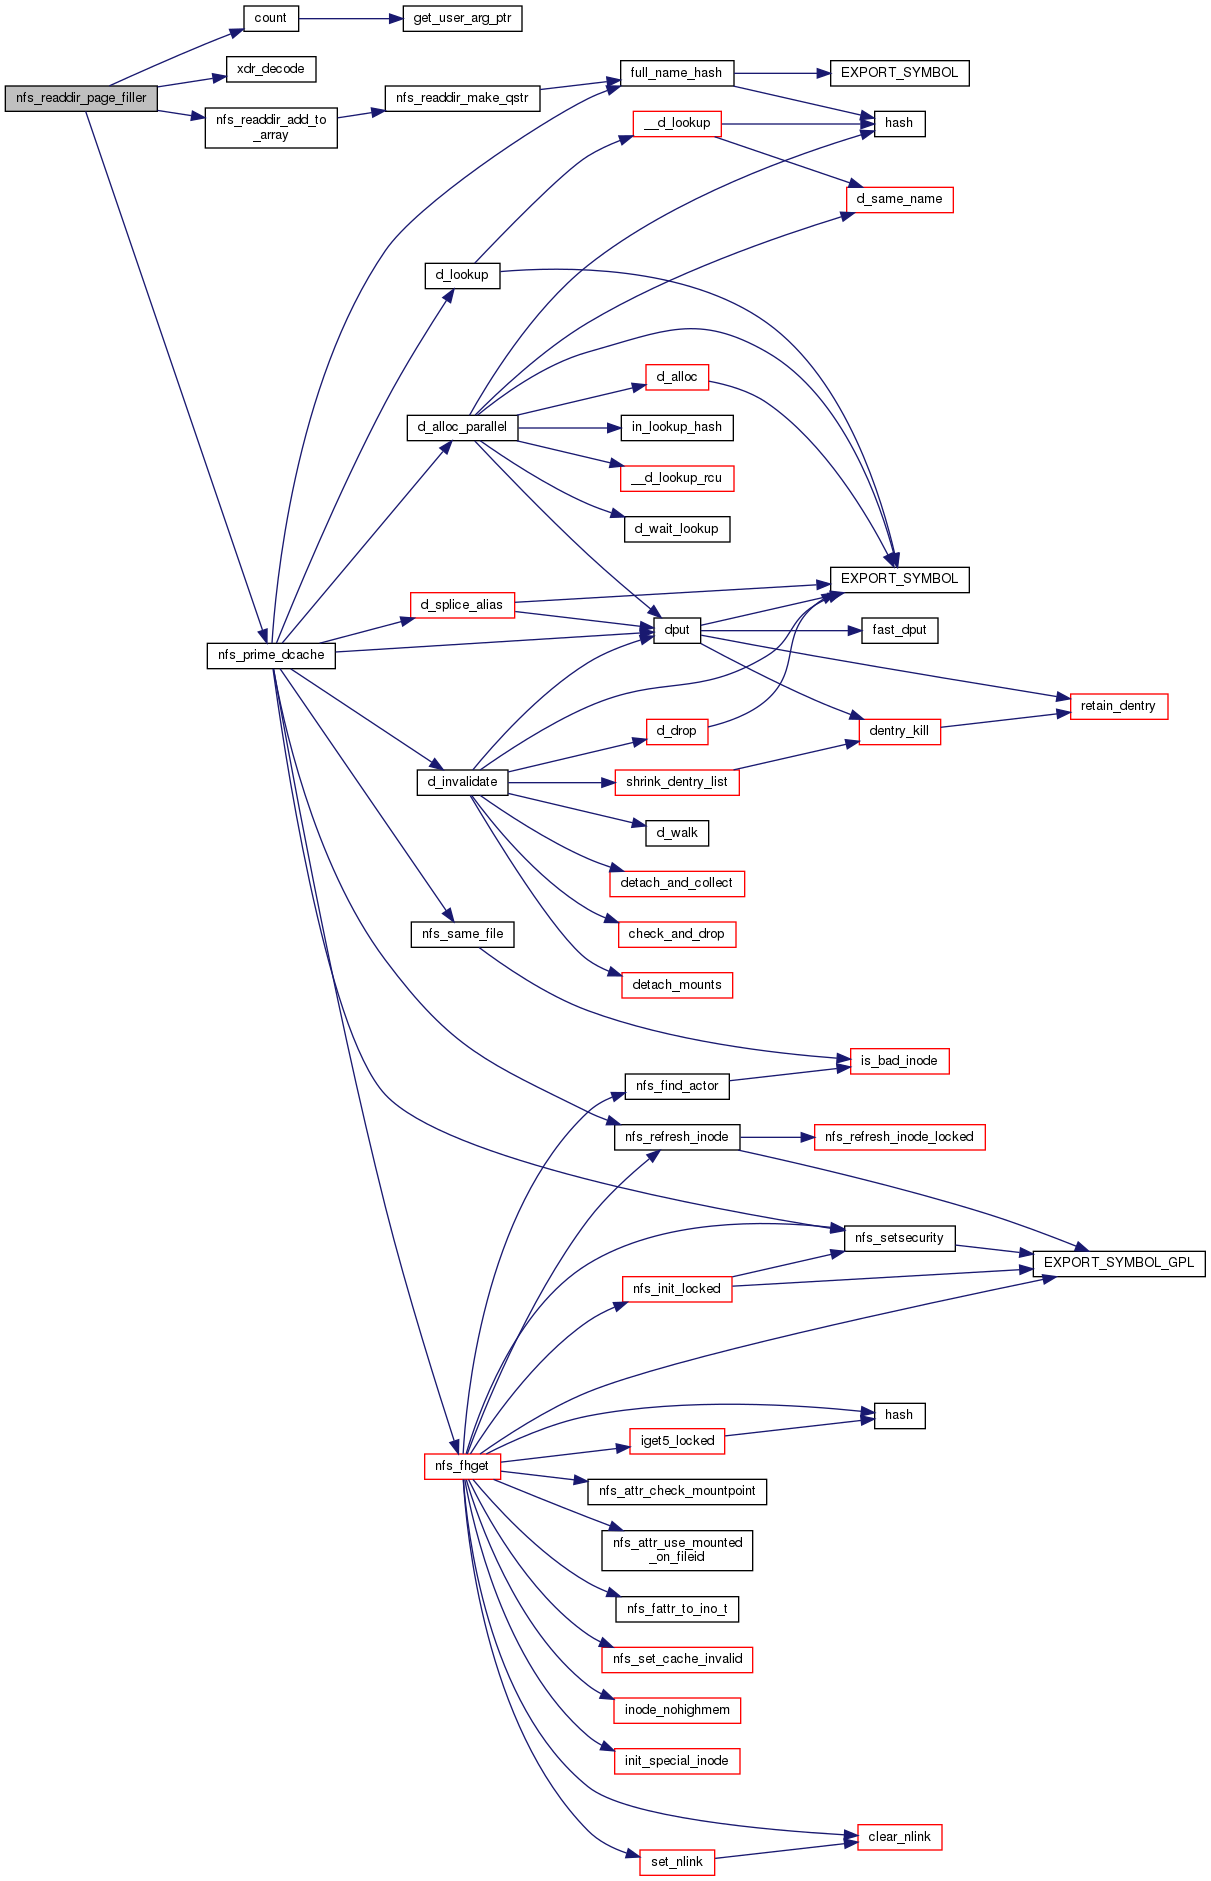 count
get_user_arg_ptr
xdr_decode
full_name_hash
EXPORT_SYMBOL
nfs_readdir_page_filler
nfs_readdir_make_qstr
nfs_readdir_add_to
_array
__d_lookup
hash
d_same_name
d_lookup
d_alloc
d_alloc_parallel
in_lookup_hash
__d_lookup_rcu
d_wait_lookup
EXPORT_SYMBOL
d_splice_alias
dput
fast_dput
nfs_prime_dcache
retain_dentry
d_drop
dentry_kill
d_invalidate
shrink_dentry_list
d_walk
detach_and_collect
nfs_same_file
check_and_drop
detach_mounts
is_bad_inode
nfs_find_actor
nfs_refresh_inode
nfs_refresh_inode_locked
nfs_setsecurity
EXPORT_SYMBOL_GPL
nfs_init_locked
hash
iget5_locked
nfs_fhget
nfs_attr_check_mountpoint
nfs_attr_use_mounted
_on_fileid
nfs_fattr_to_ino_t
nfs_set_cache_invalid
inode_nohighmem
init_special_inode
clear_nlink
set_nlink